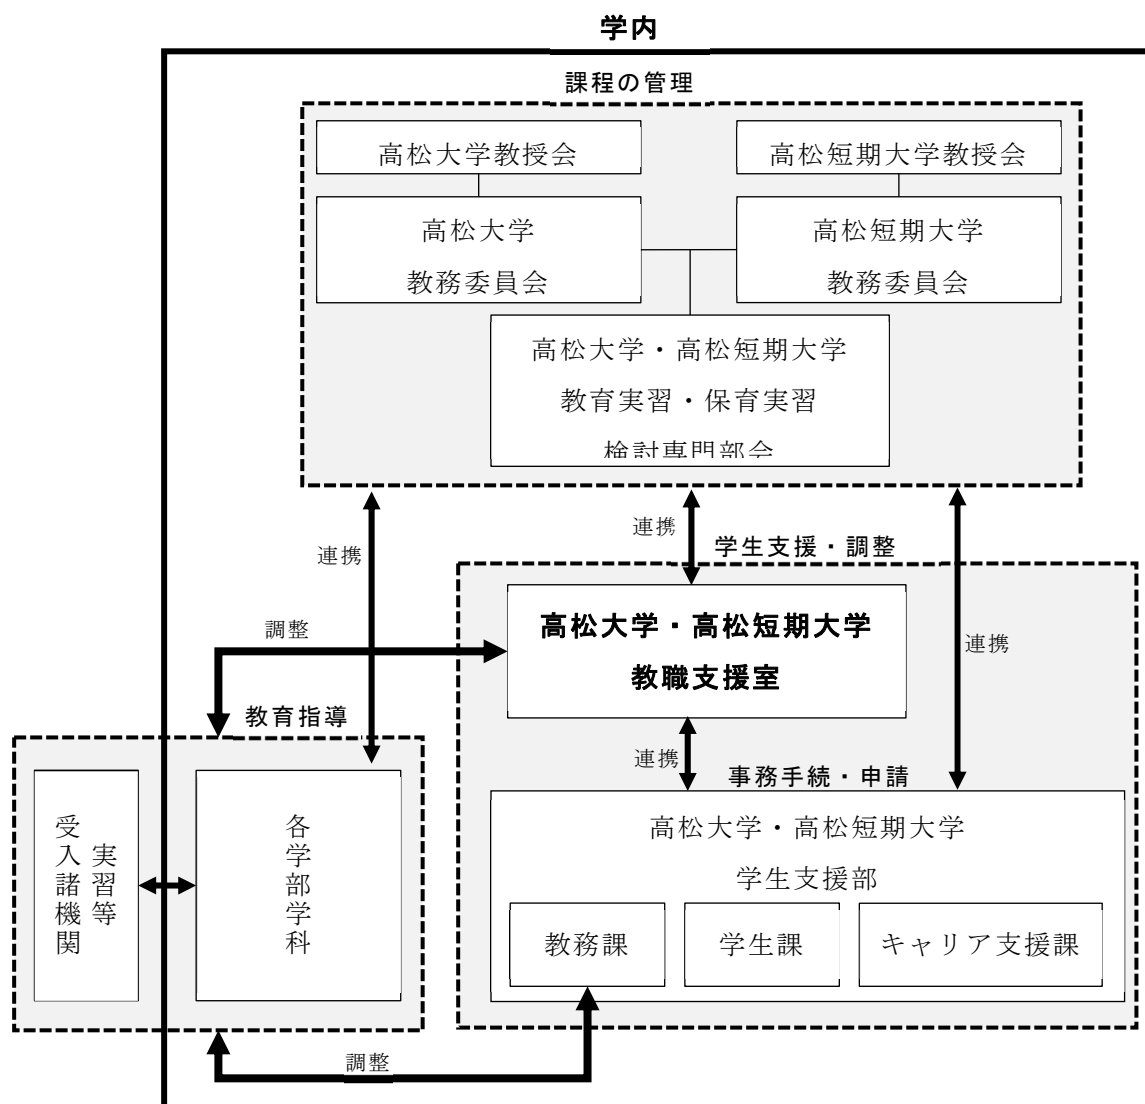 学内
課程の管理
高松大学教授会
高松短期大学教授会
高松大学
教務委員会
高松短期大学
教務委員会
高松大学・高松短期大学
教育実習・保育実習
検討専門部会
連携
連携
連携
学生支援・調整
高松大学・高松短期大学
教職支援室
調整
教育指導
実習等
受入諸機関
各学部学科
連携
事務手続・申請
高松大学・高松短期大学
学生支援部
教務課
学生課
キャリア支援課
調整